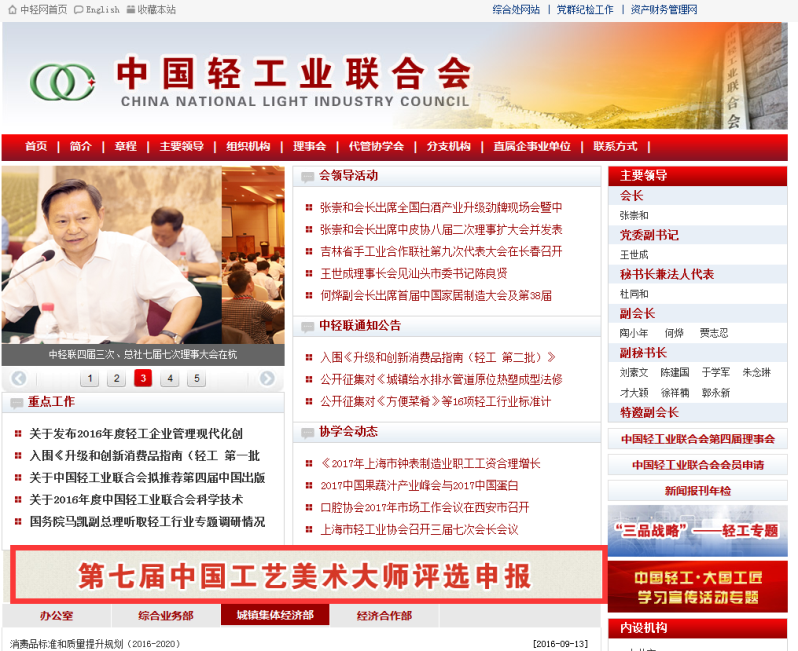 中轻网首页 English 收藏本站
综合处网站 | 党群纪检工作 | 资产财务管理网
中国轻工业联合会
CHINA NATIONAL LIGHT INDUSTRY COUNCIL
首页 | 简介 | 章程 | 主要领导 | 组织机构 | 理事会 | 代管协学会 | 分支机构 | 直属企事业单位 | 联系方式 |
中轻联四届三次、总社七届七次理事大会在杭
1 2 3 4 5
重点工作
关于发布2016年度轻工企业管理现代化创
入围《升级和创新消费品指南（轻工 第一批
关于中国轻工业联合会拟推荐第四届中国出版
关于2016年度中国轻工业联合会科学技术
国务院马凯副总理听取轻工行业专题调研情况
会领导活动
张崇和会长出席全国白酒产业升级劲牌现场会暨中
张崇和会长出席中皮协八届二次理事扩大会并发表
吉林省手工业合作联社第九次代表大会在长春召开
王世成理事长会见汕头市委书记陈良贤
何烨副会长出席首届中国家居制造大会及第38届
中轻联通知公告
入围《升级和创新消费品指南（轻工 第二批）》
公开征集对《城镇给水排水管道原位热塑成型法修
公开征集对《方便菜肴》等16项轻工行业标准计
协学会动态
《2017年上海市钟表制造业职工工资合理增长
2017中国果蔬汁产业峰会与2017中国蛋白
口腔协会2017年市场工作会议在西安市召开
上海市轻工业协会召开三届七次会长会议
主要领导
会长
张崇和
党委副书记
王世成
秘书长兼法人代表
杜同和
副会长
陶小年 何烨 贾志忍
副秘书长
刘素文 陈建国 于学军 朱念琳
才大颖 徐祥楠 郭永新
特邀副会长
中国轻工业联合会第四届理事会
中国轻工业联合会会员申请
新闻报刊年检
“三品战略”——轻工专题
中国轻工·大国工匠
学习宣传活动专题
内设机构
第七届中国工艺美术大师评选申报
办公室 综合业务部 城镇集体经济部 经济合作部
消费品标准和质量提升规划（2016-2020） [2016-09-13]